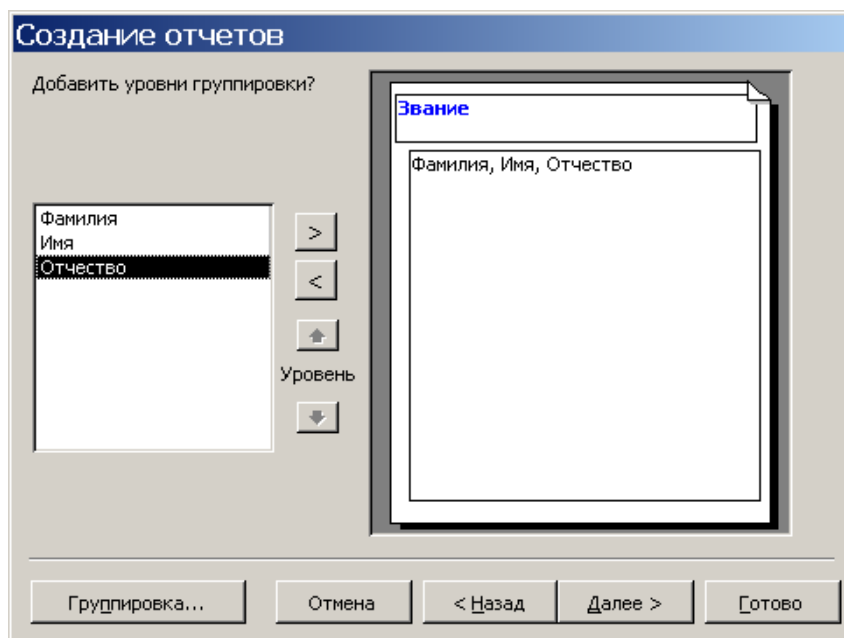 Создание отчетов
Добавить уровни группировки?
Фамилия
Имя
Отчество
>
<
Уровень
Звание
Фамилия, Имя, Отчество
Группировка...
Отмена
< Назад
Далее >
Готово